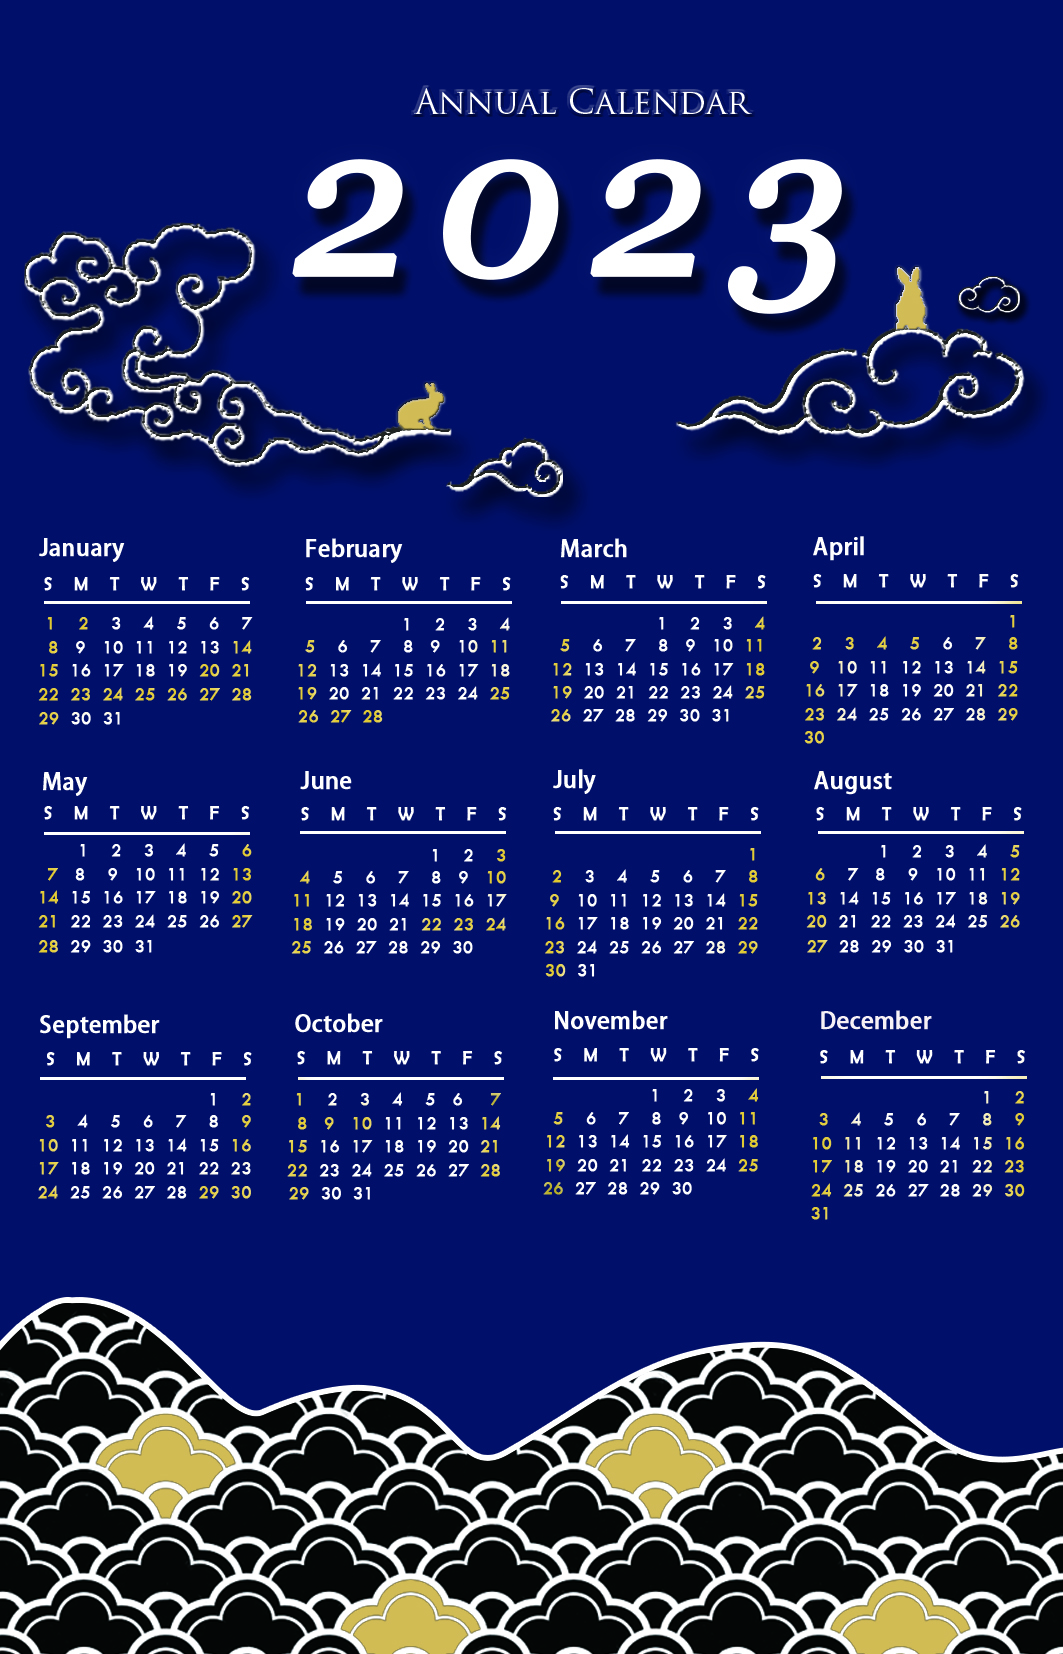 Annual Calendar
2023
January
S M T W T F S
1 2 3 4 5 6 7
8 9 10 11 12 13 14
15 16 17 18 19 20 21
22 23 24 25 26 27 28
29 30 31
February
S M T W T F S
1 2 3 4
5 6 7 8 9 10 11
12 13 14 15 16 17 18
19 20 21 22 23 24 25
26 27 28
March
S M T W T F S
1 2 3 4
5 6 7 8 9 10 11
12 13 14 15 16 17 18
19 20 21 22 23 24 25
26 27 28 29 30 31
April
S M T W T F S
1
2 3 4 5 6 7 8
9 10 11 12 13 14 15
16 17 18 19 20 21 22
23 24 25 26 27 28 29
30
May
S M T W T F S
1 2 3 4 5 6
7 8 9 10 11 12 13
14 15 16 17 18 19 20
21 22 23 24 25 26 27
28 29 30 31
June
S M T W T F S
1 2 3
4 5 6 7 8 9 10
11 12 13 14 15 16 17
18 19 20 21 22 23 24
25 26 27 28 29 30
July
S M T W T F S
1
2 3 4 5 6 7 8
9 10 11 12 13 14 15
16 17 18 19 20 21 22
23 24 25 26 27 28 29
30 31
August
S M T W T F S
1 2 3 4 5
6 7 8 9 10 11 12
13 14 15 16 17 18 19
20 21 22 23 24 25 26
27 28 29 30 31
September
S M T W T F S
1 2
3 4 5 6 7 8 9
10 11 12 13 14 15 16
17 18 19 20 21 22 23
24 25 26 27 28 29 30
October
S M T W T F S
1 2 3 4 5 6 7
8 9 10 11 12 13 14
15 16 17 18 19 20 21
22 23 24 25 26 27 28
29 30 31
November
S M T W T F S
1 2 3 4
5 6 7 8 9 10 11
12 13 14 15 16 17 18
19 20 21 22 23 24 25
26 27 28 29 30
December
S M T W T F S
1 2
3 4 5 6 7 8 9
10 11 12 13 14 15 16
17 18 19 20 21 22 23
24 25 26 27 28 29 30
31